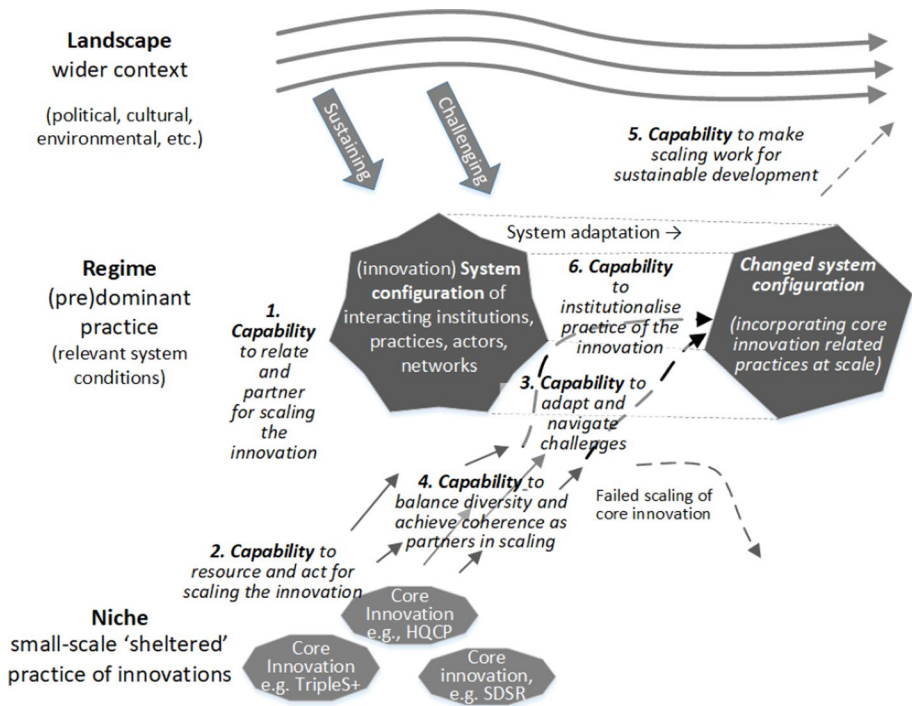 Landscape
wider context
(political, cultural,
environmental, etc.)
Sustaining
Challenging
5. Capability to make
scaling work for
sustainable development
System adaptation →
Regime
(pre)dominant
practice
(relevant system
conditions)
1.
Capability
to relate
and
partner
for scaling
the
innovation
(innovation) System
configuration of
interacting institutions,
practices, actors,
networks
6. Capability
to
institutionalise
practice of the
innovation
Changed system
configuration
(incorporating core
innovation related
practices at scale)
3. Capability to
adapt and
navigate
challenges
4. Capability to
balance diversity and
achieve coherence as
partners in scaling
Failed scaling of
core innovation
2. Capability to
resource and act for
scaling the innovation
Niche
small-scale ‘sheltered’
practice of innovations
Core
Innovation
e.g., HQCP
Core
Innovation
e.g. TripleS+
Core
innovation,
e.g. SDSR